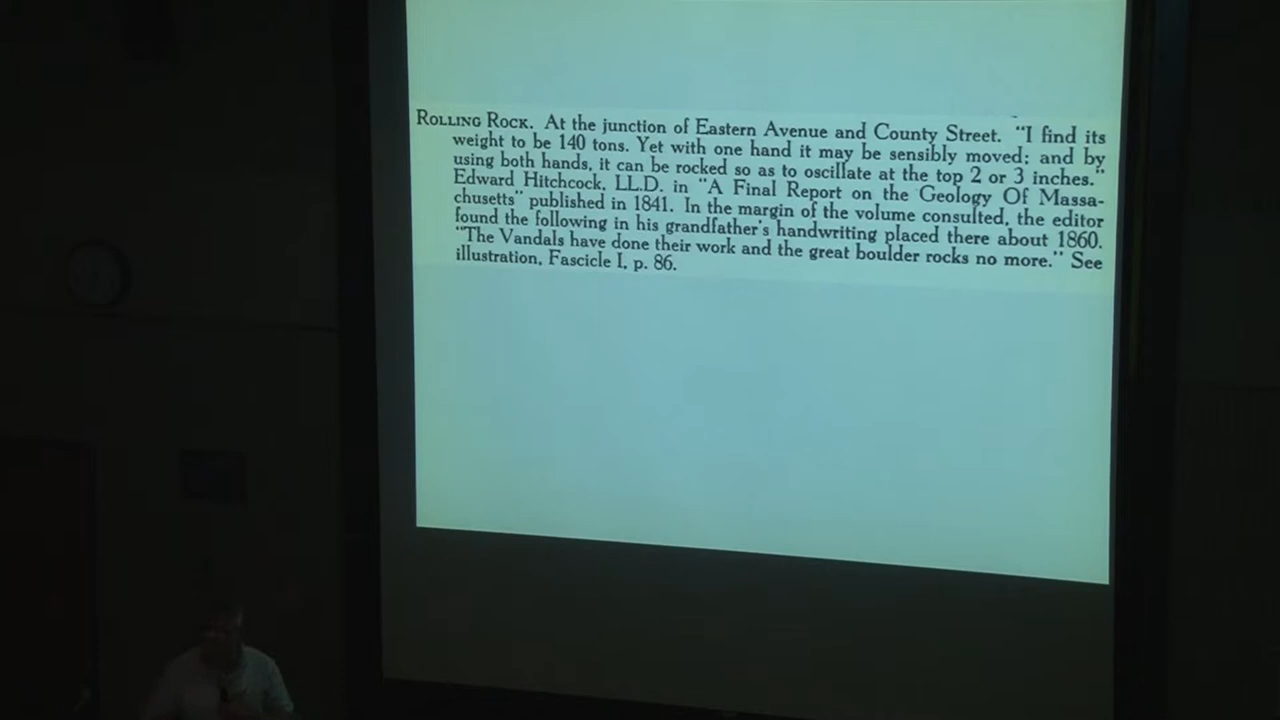 Rolling Rock. At the junction of Eastern Avenue and County Street. "I find its
weight to be 140 tons. Yet with one hand it may be sensibly moved; and by
using both hands, it can be rocked so as to oscillate at the top 2 or 3 inches."
Edward Hitchcock, LL.D. in "A Final Report on the Geology Of Massa-
chusetts" published in 1841. In the margin of the volume consulted, the editor
found the following in his grandfather's handwriting placed there about 1860.
"The Vandals have done their work and the great boulder rocks no more." See
illustration, Fascicle I, p. 86.